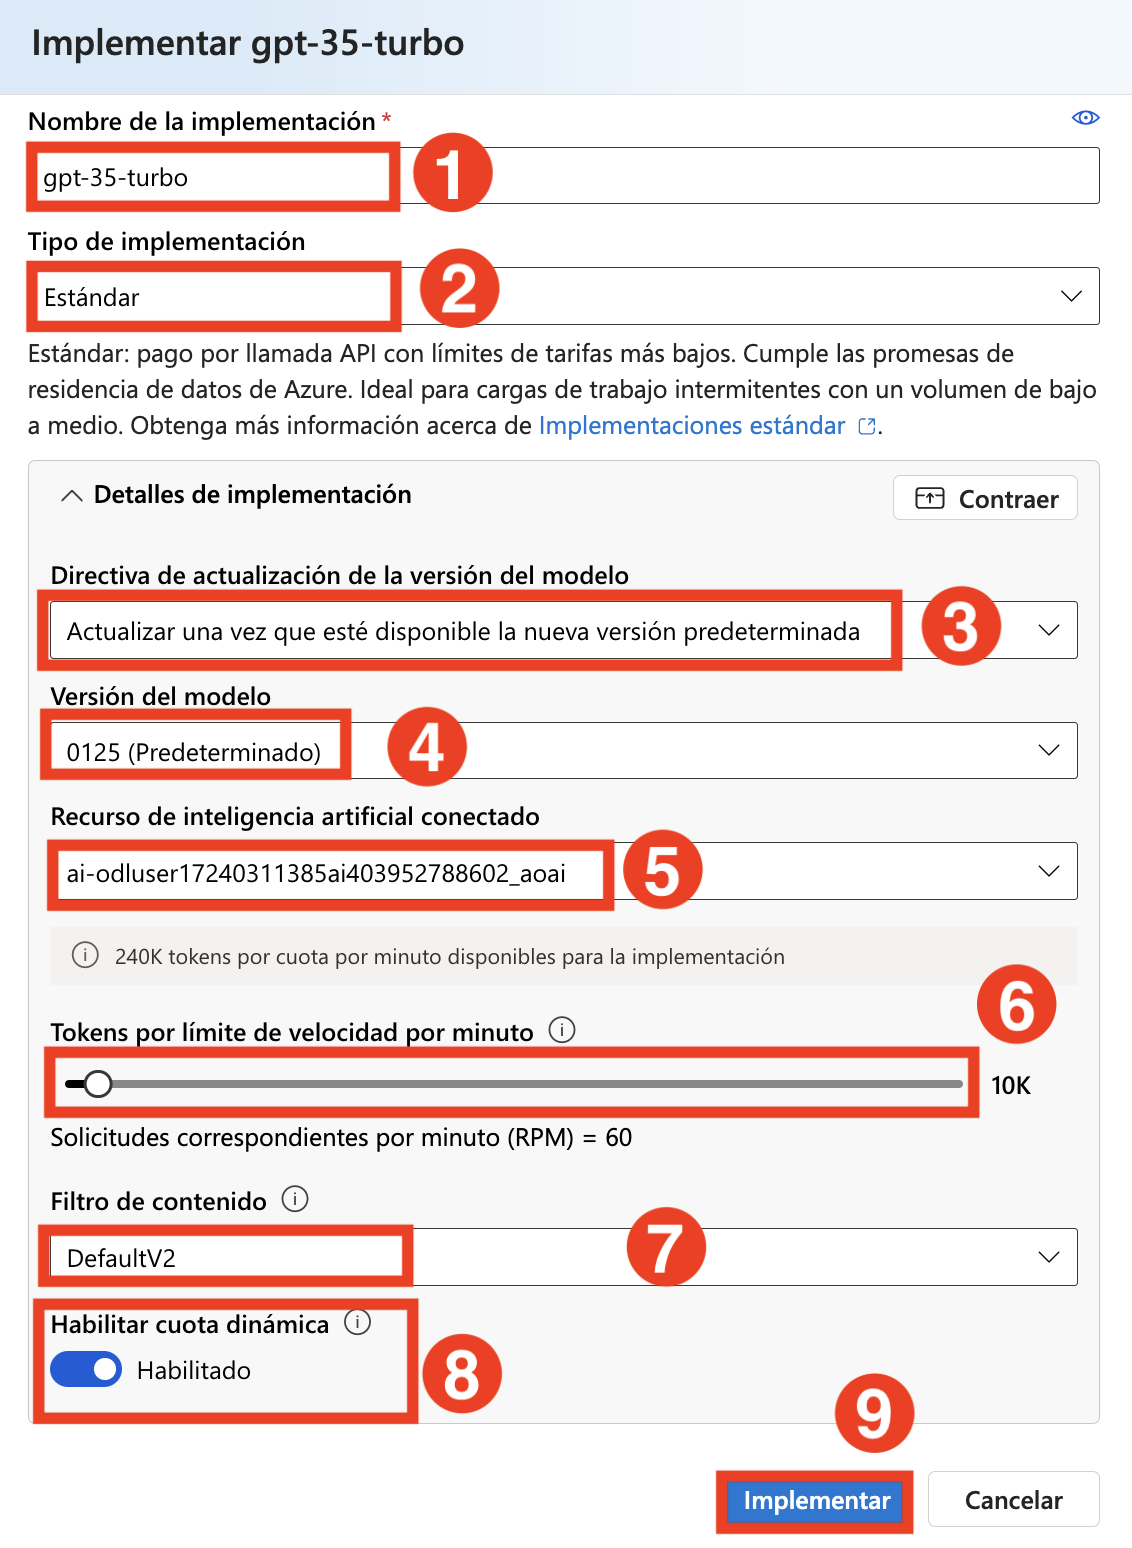 Implementar gpt-35-turbo
Nombre de la implementación *
gpt-35-turbo
1
Tipo de implementación
Estándar
2
Estándar: pago por llamada API con límites de tarifas más bajos. Cumple las promesas de
residencia de datos de Azure. Ideal para cargas de trabajo intermitentes con un volumen de bajo
a medio. Obtenga más información acerca de Implementaciones estándar.
Detalles de implementación
Contraer
Directiva de actualización de la versión del modelo
Actualizar una vez que esté disponible la nueva versión predeterminada
3
Versión del modelo
0125 (Predeterminado)
4
Recurso de inteligencia artificial conectado
ai-odluser17240311385ai403952788602_aoai
5
240K tokens por cuota por minuto disponibles para la implementación
6
Tokens por límite de velocidad por minuto
10K
Solicitudes correspondientes por minuto (RPM) = 60
Filtro de contenido
DefaultV2
7
Habilitar cuota dinámica
Habilitado
8
9
Implementar
Cancelar